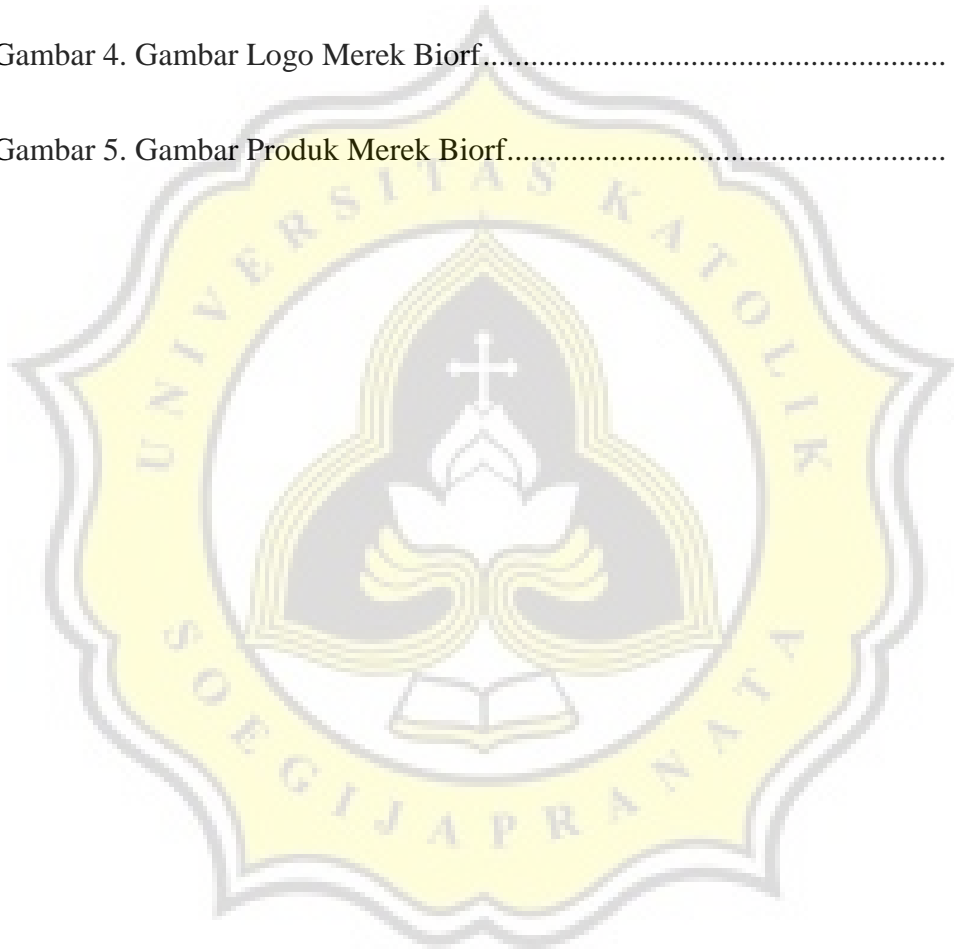 Gambar 4. Gambar Logo Merek Biorf........................................................
Gambar 5. Gambar Produk Merek Biorf.....................................................
UNIVERSITAS KATOLIK
SOEGIJAPRANATA